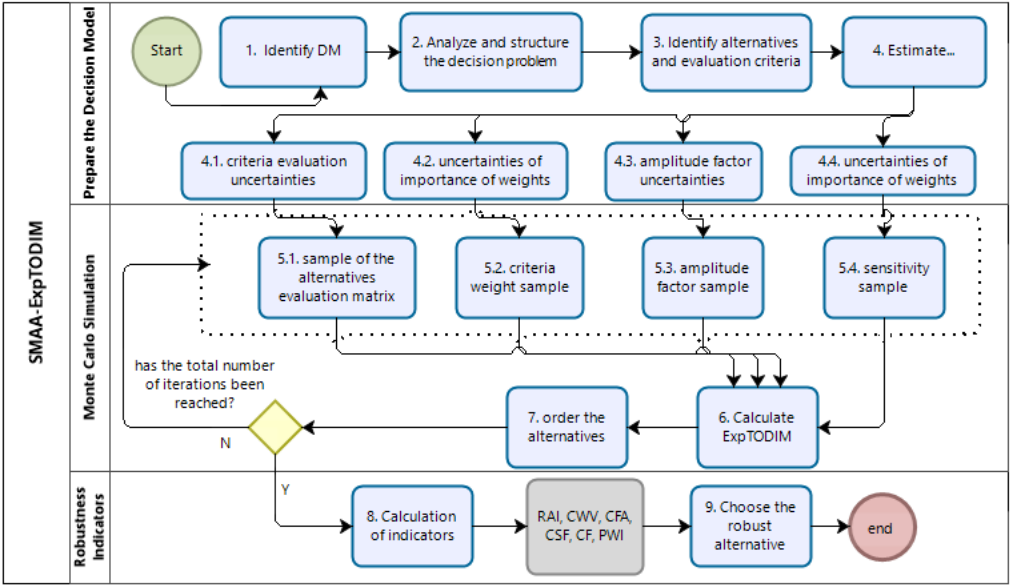 SMAA-ExpTODIM
Prepare the Decision Model
Start
1. Identify DM
2. Analyze and structure
the decision problem
3. Identify alternatives
and evaluation criteria
4. Estimate...
4.1. criteria evaluation
uncertainties
4.2. uncertainties of
importance of weights
4.3. amplitude factor
uncertainties
4.4. uncertainties of
importance of weights
Monte Carlo Simulation
5.1. sample of the
alternatives
evaluation matrix
5.2. criteria
weight sample
5.3. amplitude
factor sample
5.4. sensitivity
sample
has the total number
of iterations been
reached?
N
Y
7. order the
alternatives
6. Calculate
ExpTODIM
Robustness
Indicators
8. Calculation
of indicators
RAI, CWV, CFA,
CSF, CF, PWI
9. Choose the
robust
alternative
end